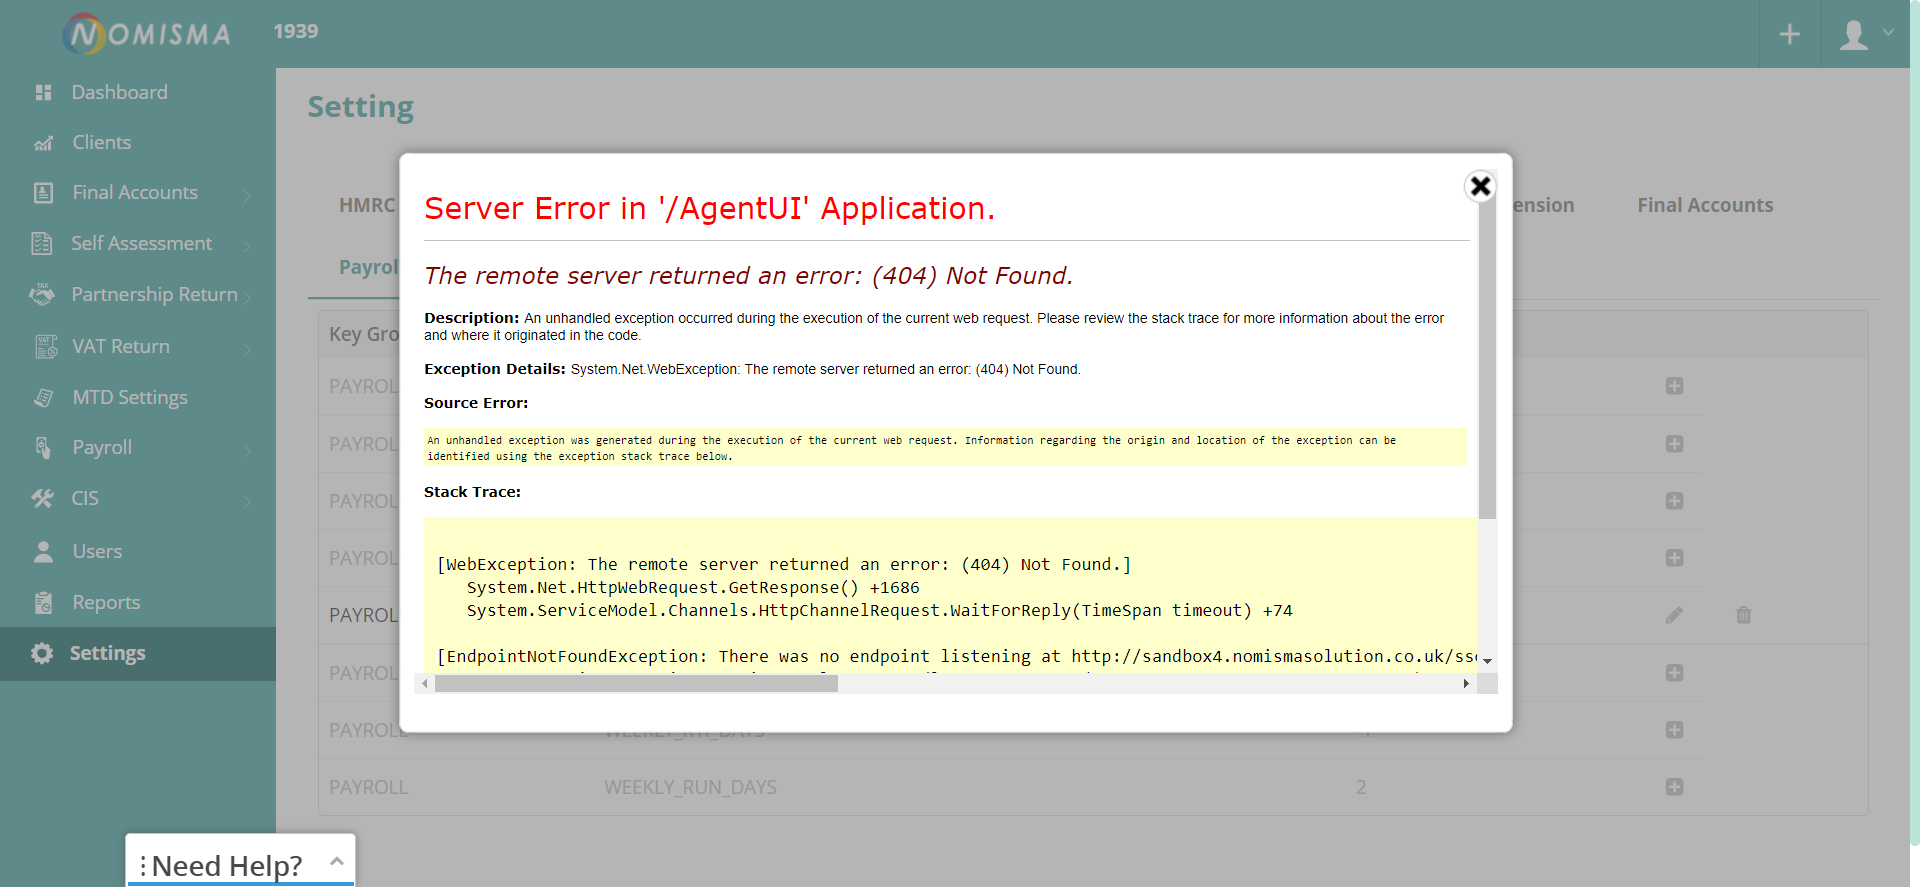 NOMISMA
1939
Dashboard
Clients
Final Accounts
Self Assessment
Partnership Return
VAT Return
MTD Settings
Payroll
CIS
Users
Reports
Settings
Setting
HMRC
ension
Final Accounts
Payrol
Key Gro
Server Error in '/AgentUI' Application.
The remote server returned an error: (404) Not Found.
Description: An unhandled exception occurred during the execution of the current web request. Please review the stack trace for more information about the error
and where it originated in the code.
Exception Details: System.Net.WebException: The remote server returned an error: (404) Not Found.
Source Error:
An unhandled exception was generated during the execution of the current web request. Information regarding the origin and location of the exception can be
identified using the exception stack trace below.
Stack Trace:
[WebException: The remote server returned an error: (404) Not Found.]
System.Net.HttpWebRequest.GetResponse() +1686
System.ServiceModel.Channels.HttpChannelRequest.WaitForReply(TimeSpan timeout) +74
[EndpointNotFoundException: There was no endpoint listening at http://sandbox4.nomismasolution.co.uk/sso
PAYROLL
PAYROLL
PAYROLL
PAYROLL
PAYROLL
PAYROLL
PAYROLL WEEKLY_RTI_DAYS
PAYROLL WEEKLY_RUN_DAYS 2
Need Help?